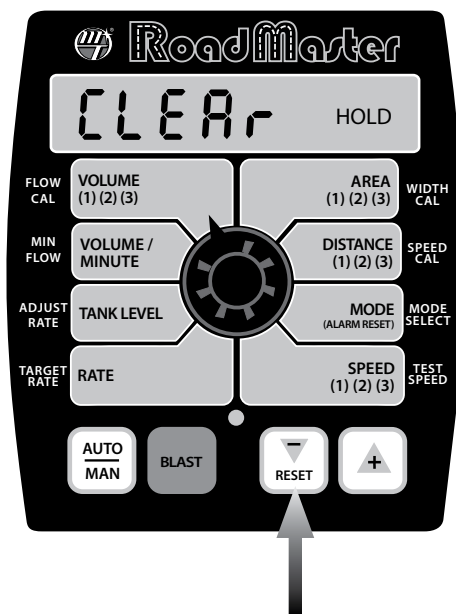 mt RoadMaster
CLEAr HOLD
FLOW
CAL
VOLUME
(1) (2) (3)
AREA
(1) (2) (3)
WIDTH
CAL
MIN
FLOW
VOLUME /
MINUTE
DISTANCE
(1) (2) (3)
SPEED
CAL
ADJUST
RATE
TANK LEVEL
MODE
(ALARM RESET)
MODE
SELECT
TARGET
RATE
RATE
SPEED
(1) (2) (3)
TEST
SPEED
AUTO
MAN
BLAST
–
RESET
+